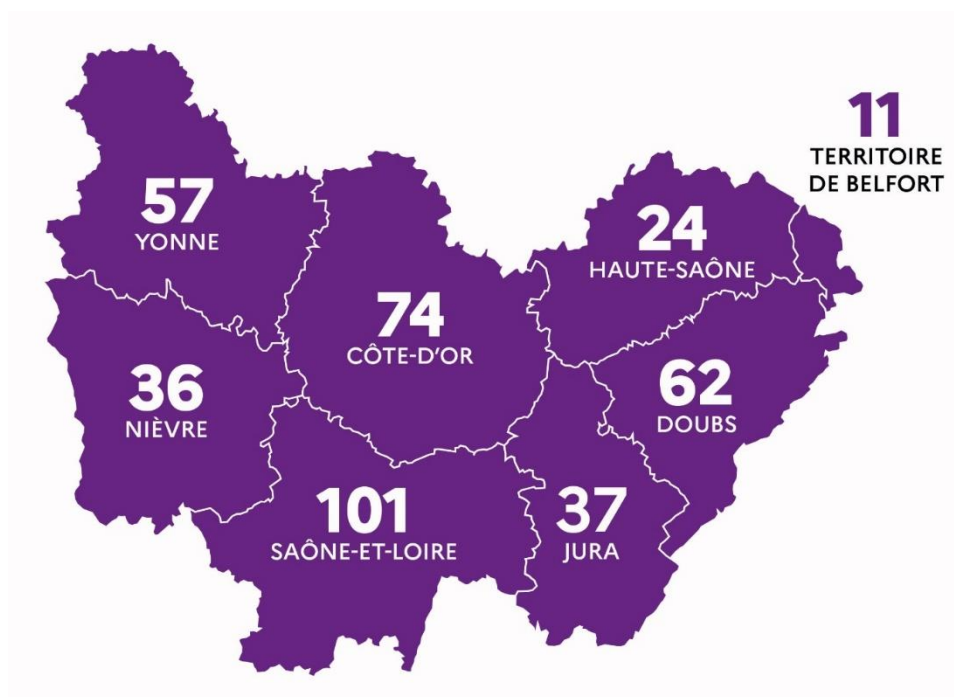 11
TERRITOIRE
DE BELFORT
57
YONNE
24
HAUTE-SAÔNE
74
CÔTE-D'OR
36
NIÈVRE
62
DOUBS
101
SAÔNE-ET-LOIRE
37
JURA